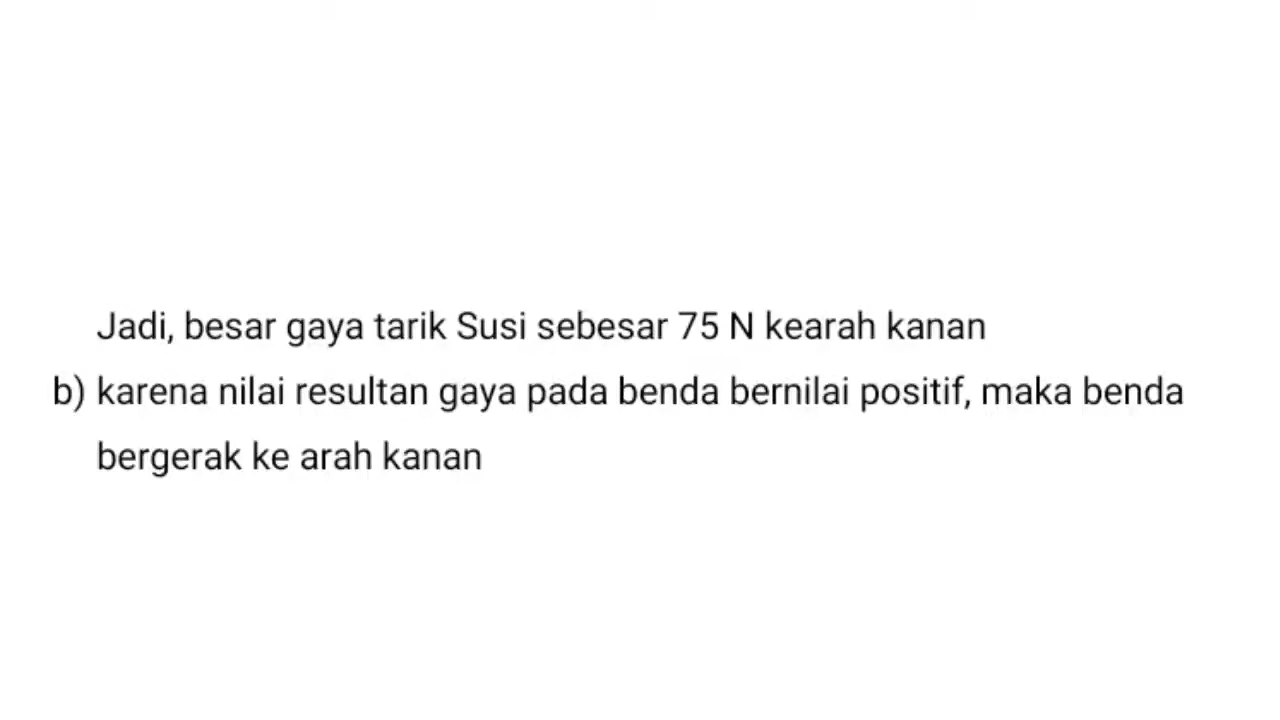 Jadi, besar gaya tarik Susi sebesar 75 N kearah kanan
b) karena nilai resultan gaya pada benda bernilai positif, maka benda
bergerak ke arah kanan